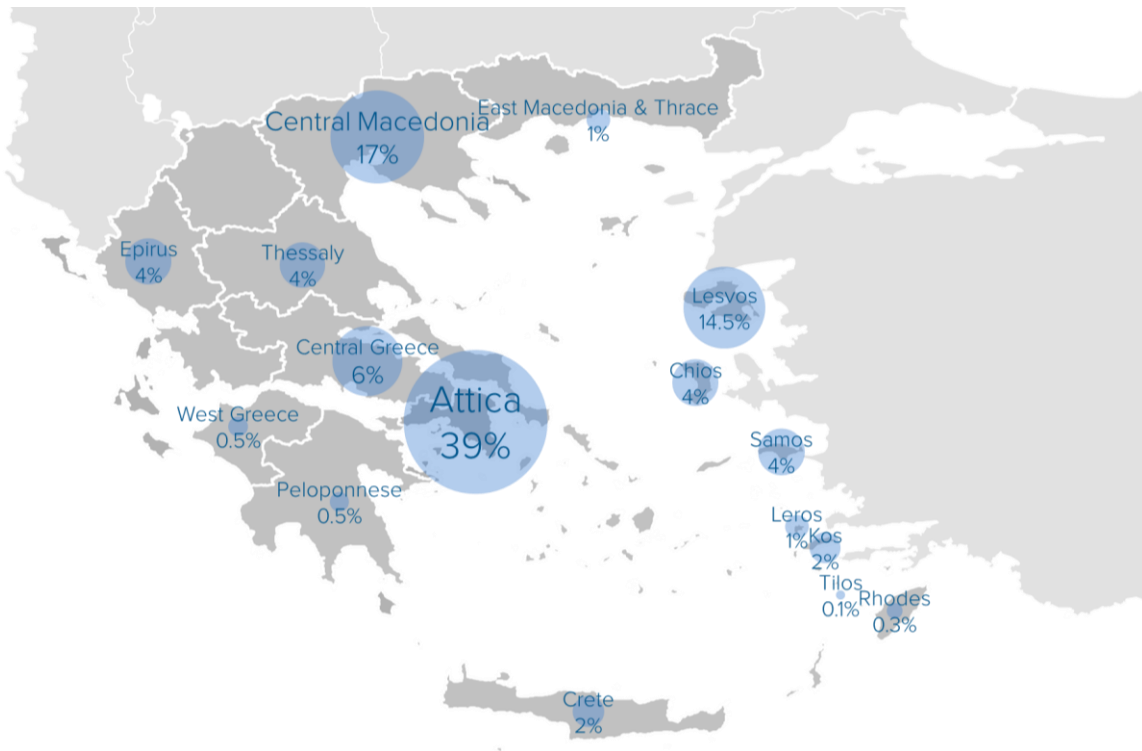 East Macedonia & Thrace
1%
Central Macedonia
17%
Epirus
4%
Thessaly
4%
Lesvos
14.5%
Central Greece
6%
Chios
4%
Attica
39%
West Greece
0.5%
Samos
4%
Peloponnese
0.5%
Leros
1%
Kos
2%
Tilos
0.1%
Rhodes
0.3%
Crete
2%